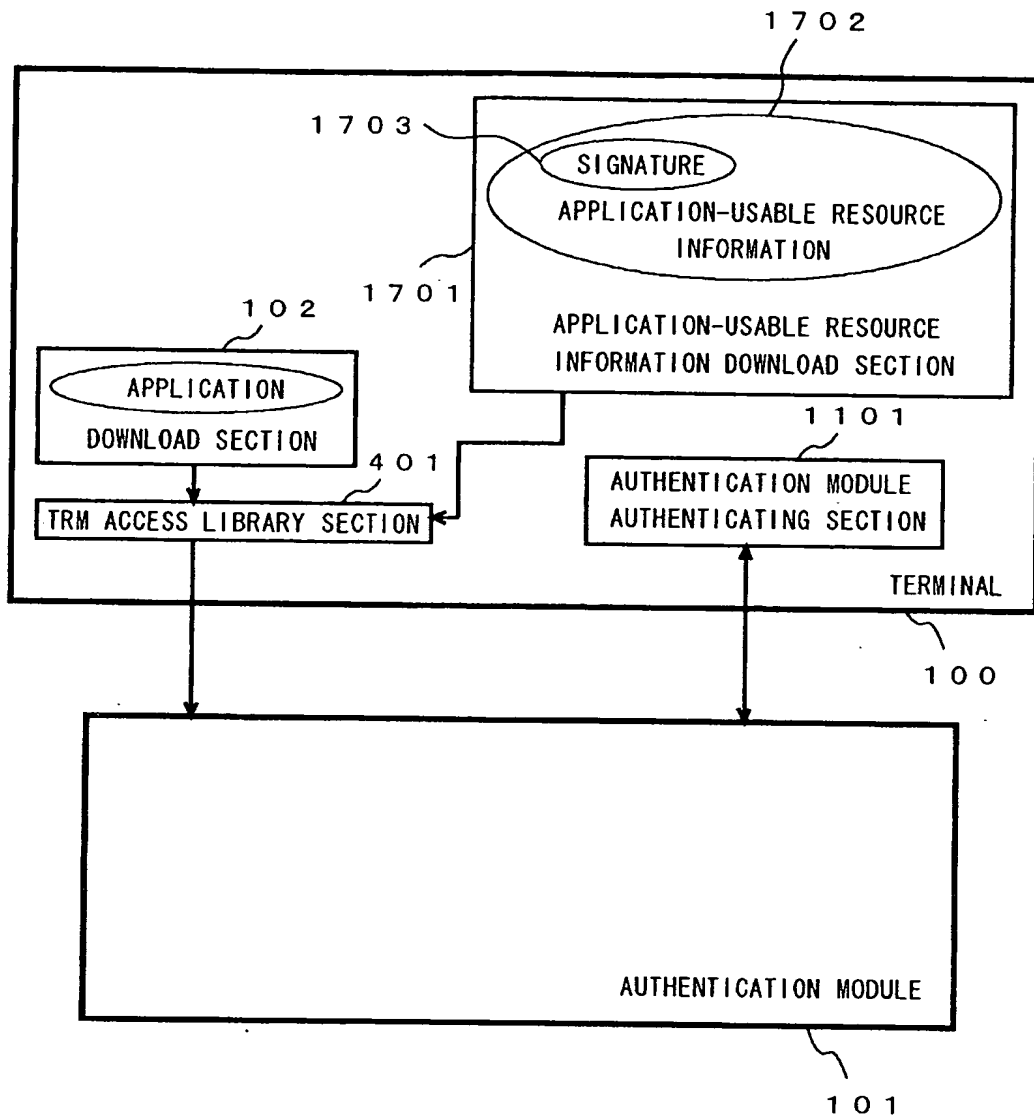 1702
1703
SIGNATURE
APPLICATION-USABLE RESOURCE
INFORMATION
1701
APPLICATION-USABLE RESOURCE
INFORMATION DOWNLOAD SECTION
102
APPLICATION
DOWNLOAD SECTION
401
TRM ACCESS LIBRARY SECTION
1101
AUTHENTICATION MODULE
AUTHENTICATING SECTION
TERMINAL
100
AUTHENTICATION MODULE
101